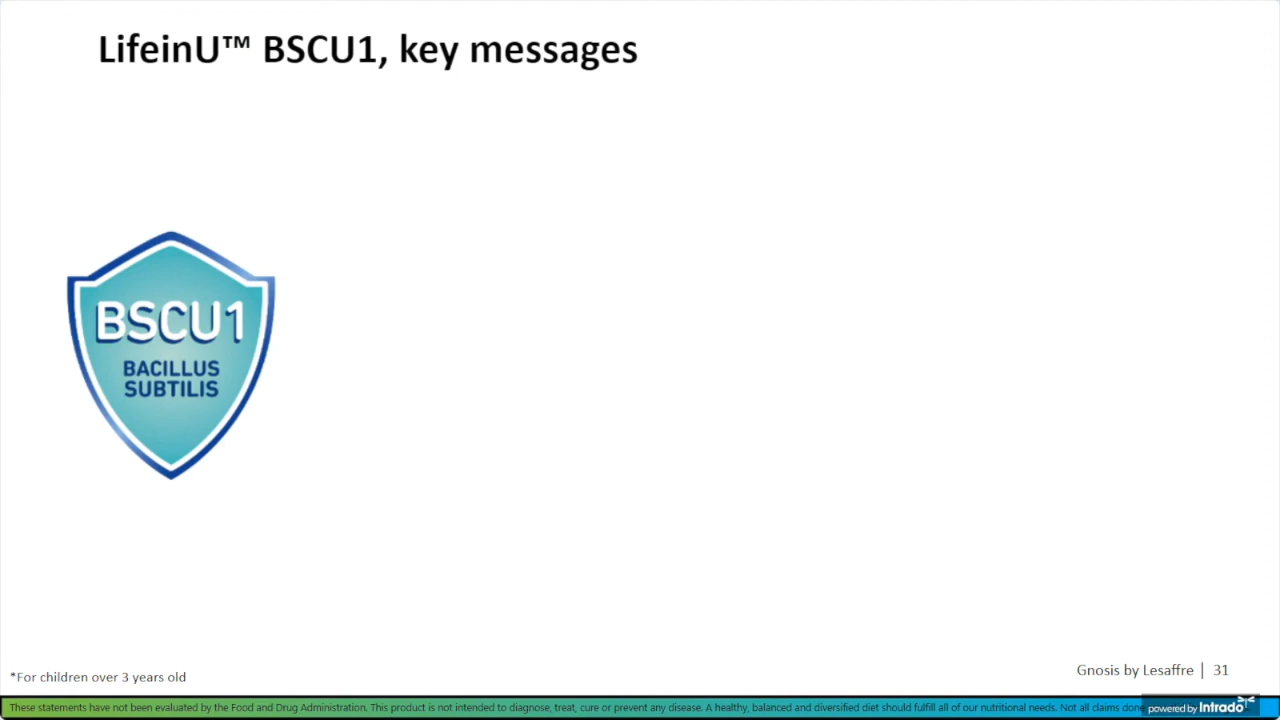 LifeinU™ BSCU1, key messages
BSCU1
BACILLUS
SUBTILIS
*For children over 3 years old
Gnosis by Lesaffre | 31
These statements have not been evaluated by the Food and Drug Administration. This product is not intended to diagnose, treat, cure or prevent any disease. A healthy, balanced and diversified diet should fulfill all of our nutritional needs. Not all claims done
powered by Intrado